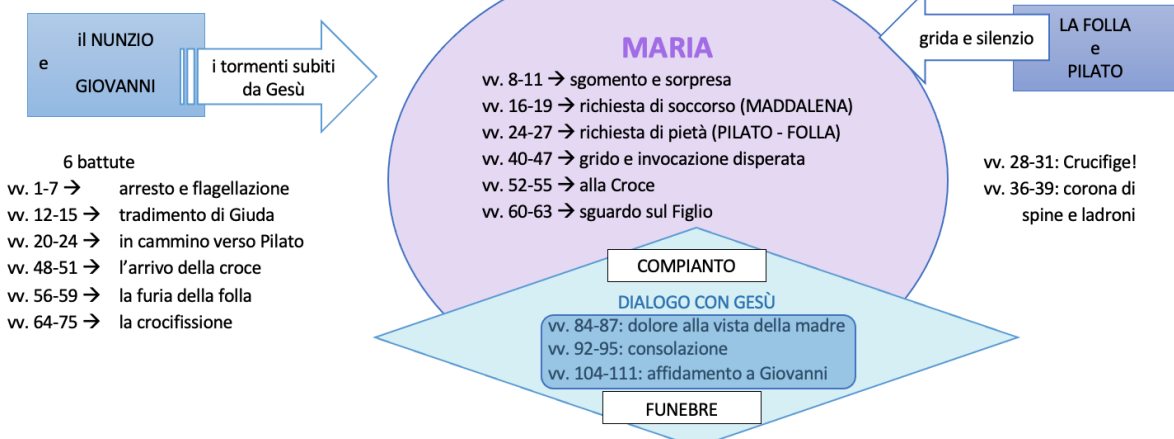 il NUNZIO
e
GIOVANNI
i tormenti subiti
da Gesù
6 battute
vv. 1-7 → arresto e flagellazione
vv. 12-15 → tradimento di Giuda
vv. 20-24 → in cammino verso Pilato
vv. 48-51 → l'arrivo della croce
vv. 56-59 → la furia della folla
vv. 64-75 → la crocifissione
MARIA
vv. 8-11 → sgomento e sorpresa
vv. 16-19 → richiesta di soccorso (MADDALENA)
vv. 24-27 → richiesta di pietà (PILATO - FOLLA)
vv. 40-47 → grido e invocazione disperata
vv. 52-55 → alla Croce
vv. 60-63 → sguardo sul Figlio
COMPIANTO
DIALOGO CON GESÙ
vv. 84-87: dolore alla vista della madre
vv. 92-95: consolazione
vv. 104-111: affidamento a Giovanni
FUNEBRE
grida e silenzio
LA FOLLA
e
PILATO
vv. 28-31: Crucifige!
vv. 36-39: corona di
spine e ladroni